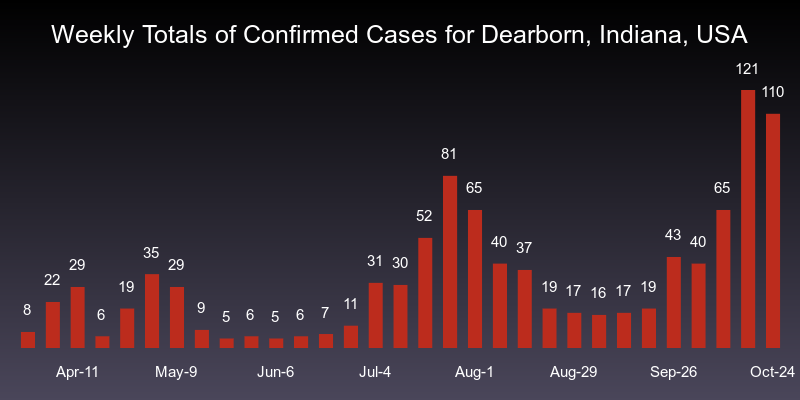 Weekly Totals of Confirmed Cases for Dearborn, Indiana, USA
8 22 29 6 19 35 29 9 5 6 5 6 7 11 31 30 52 81 65 40 37 19 17 16 17 19 43 40 65 121 110
Apr-11 May-9 Jun-6 Jul-4 Aug-1 Aug-29 Sep-26 Oct-24